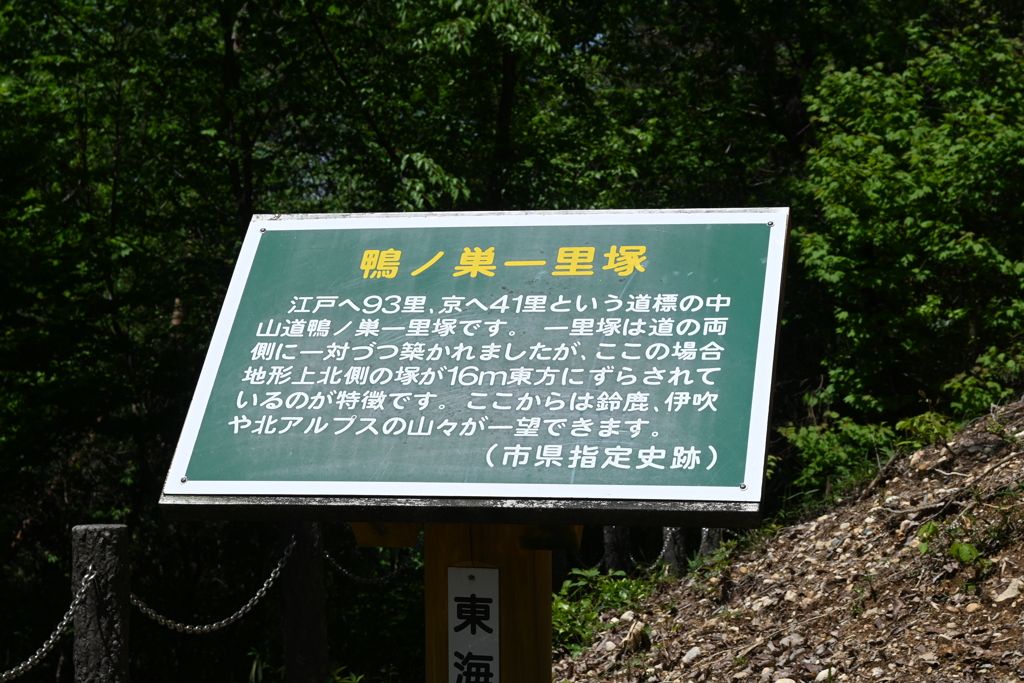 鴨ノ巣一里塚
江戸へ93里、京へ41里という道標の中
山道鴨ノ巣一里塚です。 一里塚は道の両
側に一対づつ築かれましたが、ここの場合
地形上北側の塚が16m東方にずらされて
いるのが特徴です。 ここからは鈴鹿、伊吹
や北アルプスの山々が一望できます。
(市県指定史跡)
東
海